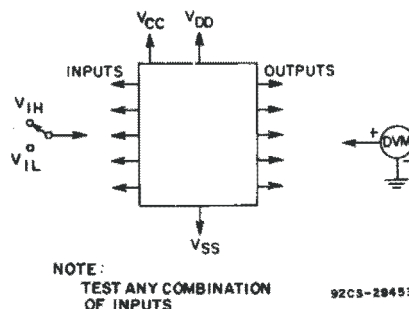 VCC VDD
INPUTS OUTPUTS
VIH
VIL
+ DVM -
VSS
NOTE:
TEST ANY COMBINATION
OF INPUTS